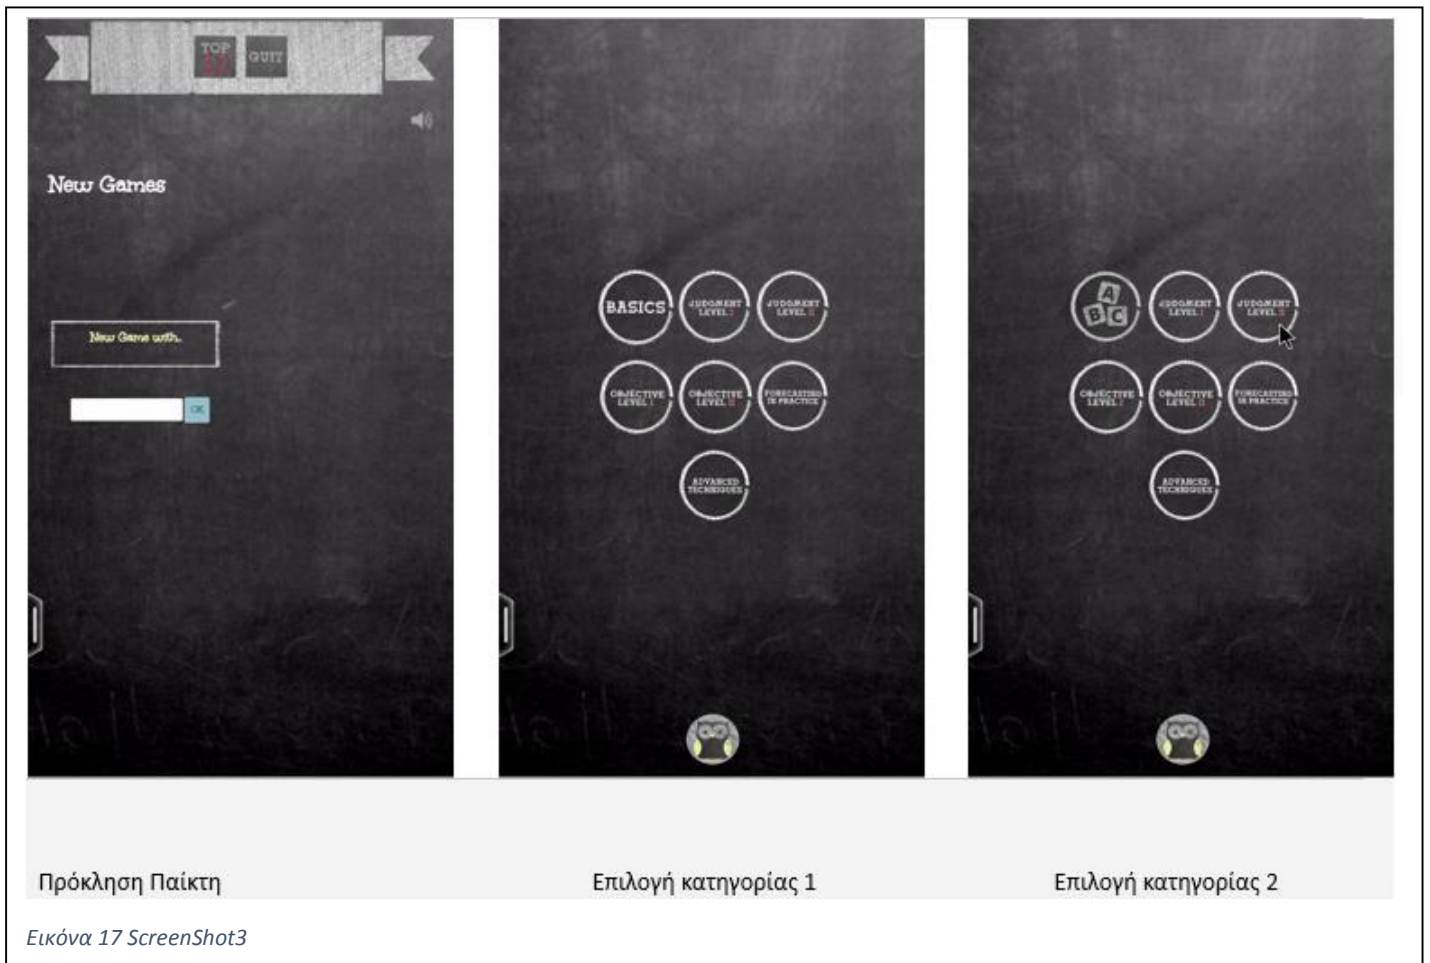 TOP
10
QUIT
New Games
New Game with..
OK
BASICS
JUDGMENT
LEVEL I
JUDGMENT
LEVEL II
OBJECTIVE
LEVEL I
OBJECTIVE
LEVEL II
FORECASTING
IN PRACTICE
ADVANCED
TECHNIQUES
A
B C
JUDGMENT
LEVEL I
JUDGMENT
LEVEL II
OBJECTIVE
LEVEL I
OBJECTIVE
LEVEL II
FORECASTING
IN PRACTICE
ADVANCED
TECHNIQUES
Πρόκληση Παίκτη
Επιλογή κατηγορίας 1
Επιλογή κατηγορίας 2
Εικόνα 17 ScreenShot3